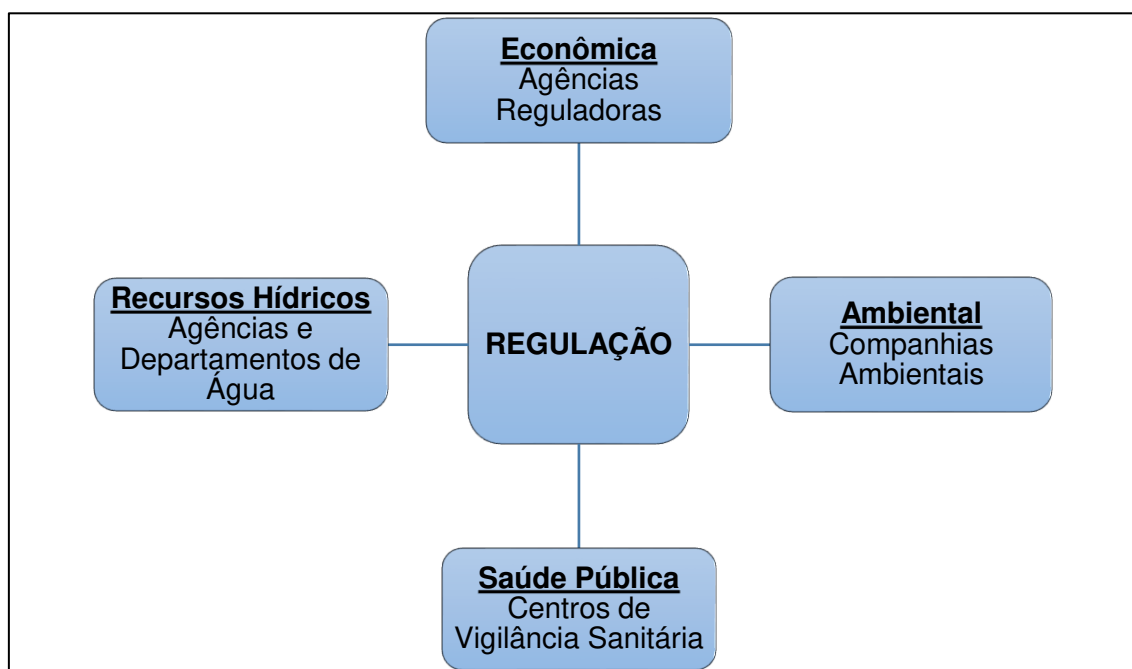 Econômica
Agências
Reguladoras
Recursos Hídricos
Agências e
Departamentos de
Água
REGULAÇÃO
Ambiental
Companhias
Ambientais
Saúde Pública
Centros de
Vigilância Sanitária